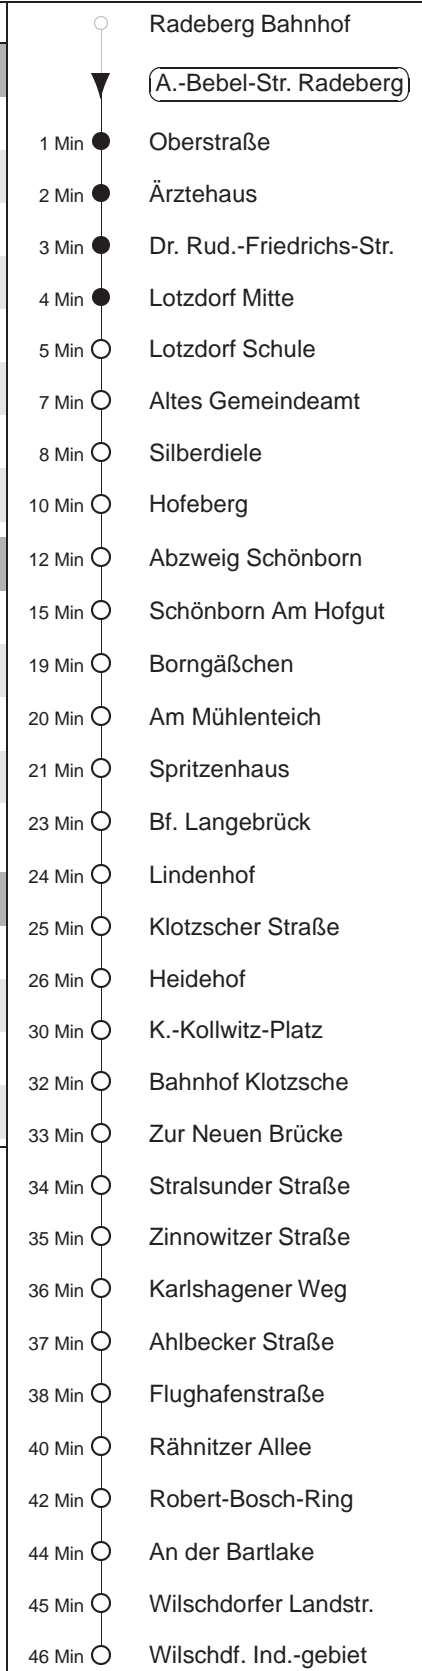 Radeberg Bahnhof
A.-Bebel-Str. Radeberg
1 Min Oberstraße
2 Min Ärztehaus
3 Min Dr. Rud.-Friedrichs-Str.
4 Min Lotzdorf Mitte
5 Min Lotzdorf Schule
7 Min Altes Gemeindeamt
8 Min Silberdiele
10 Min Hofeberg
12 Min Abzweig Schönborn
15 Min Schönborn Am Hofgut
19 Min Borngäßchen
20 Min Am Mühlenteich
21 Min Spritzenhaus
23 Min Bf. Langebrück
24 Min Lindenhof
25 Min Klotzscher Straße
26 Min Heidehof
30 Min K.-Kollwitz-Platz
32 Min Bahnhof Klotzsche
33 Min Zur Neuen Brücke
34 Min Stralsunder Straße
35 Min Zinnowitzer Straße
36 Min Karlshagener Weg
37 Min Ahlbecker Straße
38 Min Flughafenstraße
40 Min Rähnitzer Allee
42 Min Robert-Bosch-Ring
44 Min An der Bartlake
45 Min Wilschdorfer Landstr.
46 Min Wilschdf. Ind.-gebiet